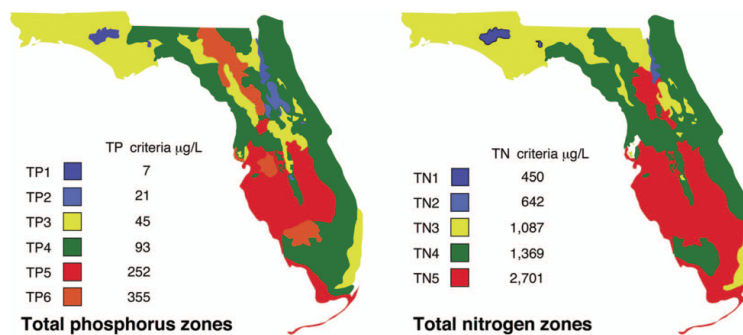 TP criteria µg/L
TP1 7
TP2 21
TP3 45
TP4 93
TP5 252
TP6 355
Total phosphorus zones
TN criteria µg/L
TN1 450
TN2 642
TN3 1,087
TN4 1,369
TN5 2,701
Total nitrogen zones